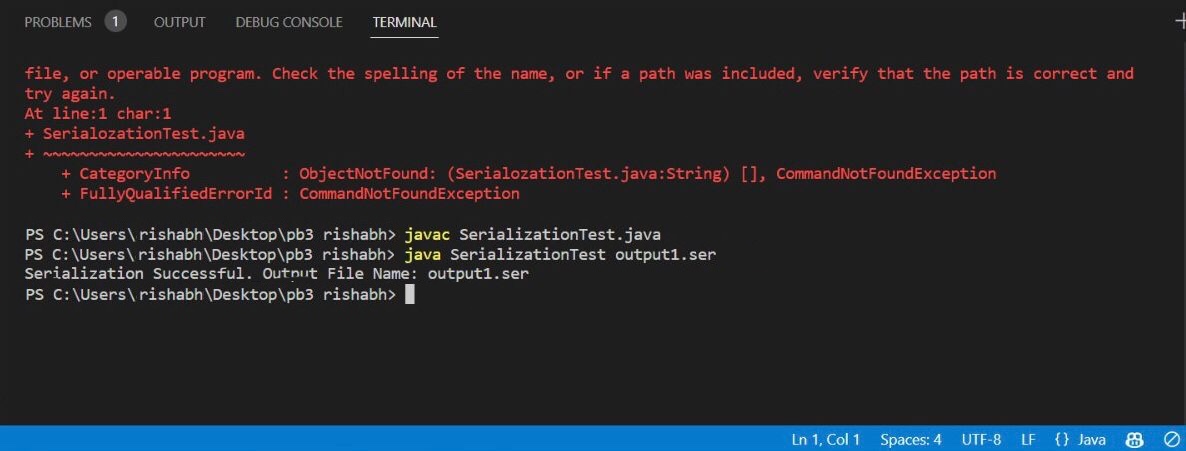 PROBLEMS 1 OUTPUT DEBUG CONSOLE TERMINAL
file, or operable program. Check the spelling of the name, or if a path was included, verify that the path is correct and
try again.
At line:1 char:1
+ SerialozationTest.java
+ ~~~~~~~~~~~~~~~~~~~~~~
+ CategoryInfo : ObjectNotFound: (SerialozationTest.java:String) [], CommandNotFoundException
+ FullyQualifiedErrorId : CommandNotFoundException
PS C:\Users\rishabh\Desktop\pb3 rishabh> javac SerializationTest.java
PS C:\Users\rishabh\Desktop\pb3 rishabh> java SerializationTest output1.ser
Serialization Successful. Output File Name: output1.ser
PS C:\Users\rishabh\Desktop\pb3 rishabh>
Ln 1, Col 1 Spaces: 4 UTF-8 LF {} Java